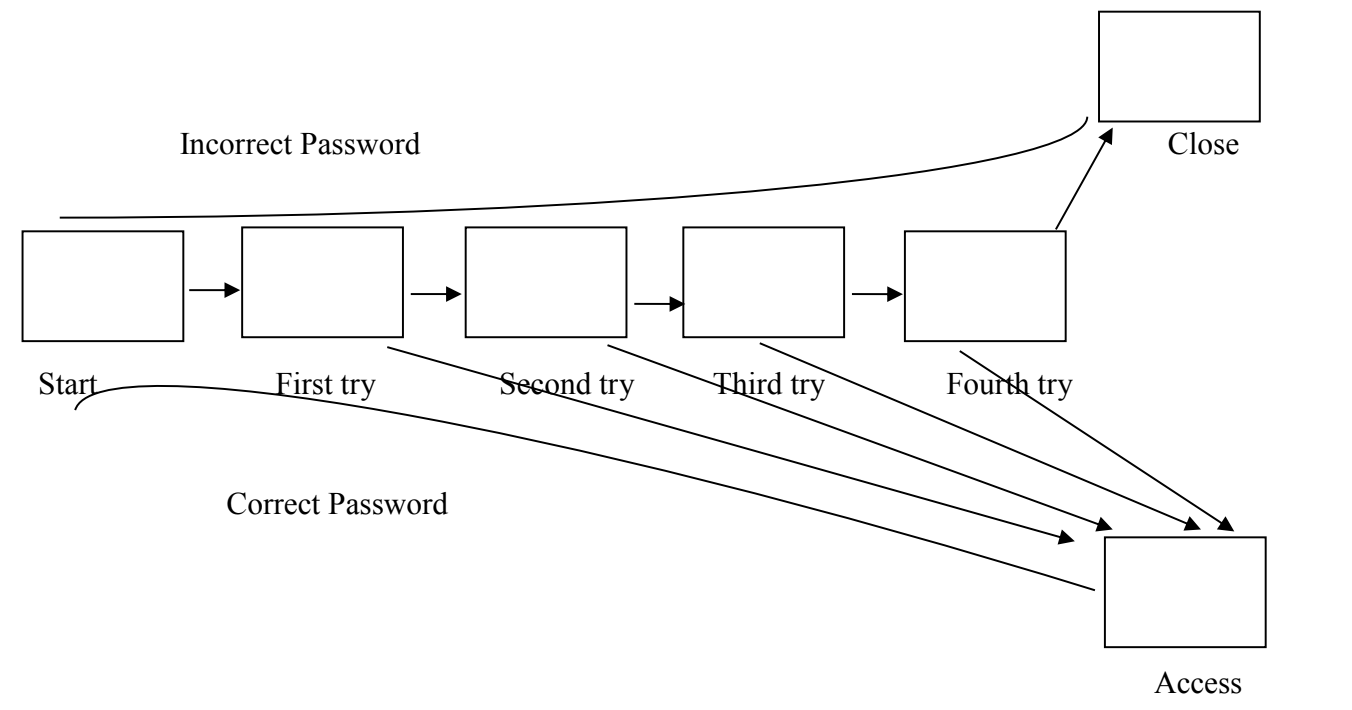 Incorrect Password
Close
Start
First try
Second try
Third try
Fourth try
Correct Password
Access